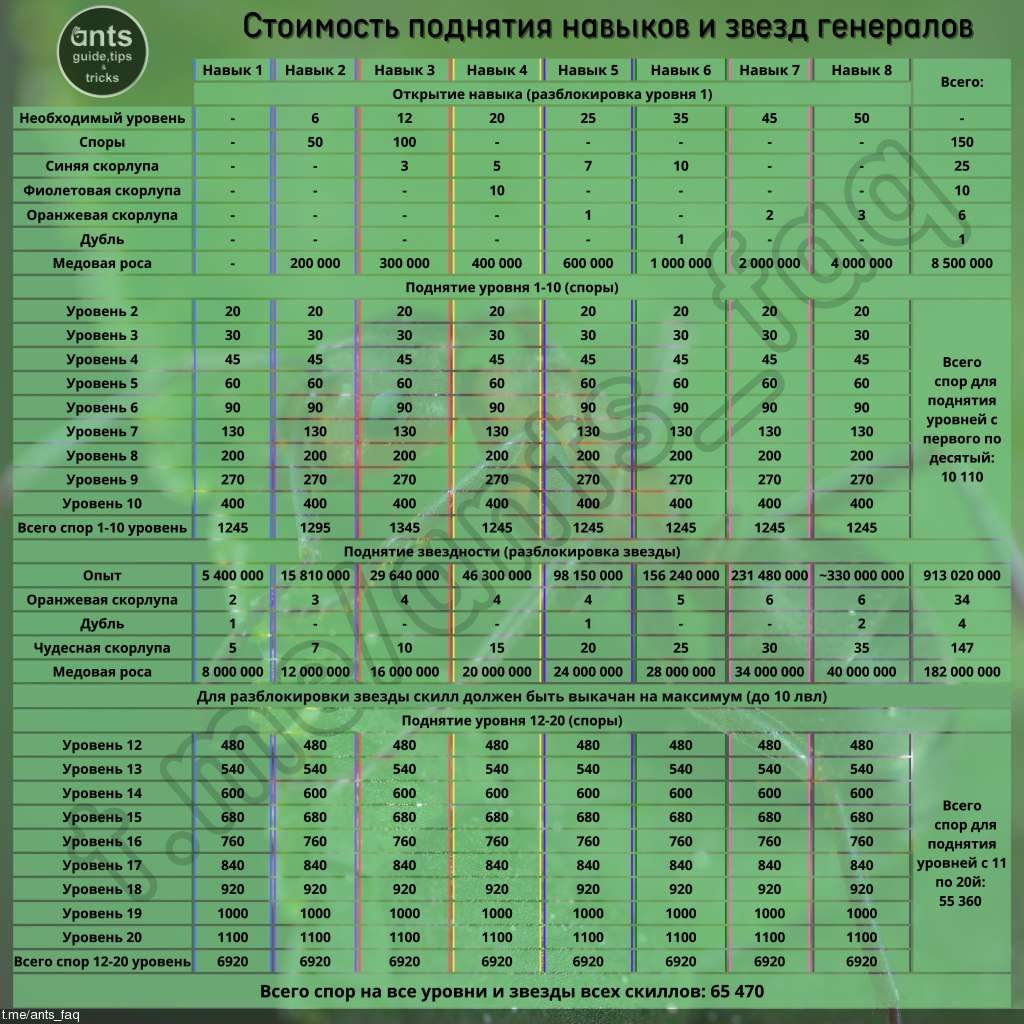 ants
guide,tips
&
tricks
Стоимость поднятия навыков и звезд генералов
Навык 1 Навык 2 Навык 3 Навык 4 Навык 5 Навык 6 Навык 7 Навык 8 Всего:
Открытие навыка (разблокировка уровня 1)
Необходимый уровень - 6 12 20 25 35 45 50 -
Споры - 50 100 - - - - - 150
Синяя скорлупа - - 3 5 7 10 - - 25
Фиолетовая скорлупа - - - 10 - - - - 10
Оранжевая скорлупа - - - - 1 - 2 3 6
Дубль - - - - - 1 - - 1
Медовая роса - 200 000 300 000 400 000 600 000 1 000 000 2 000 000 4 000 000 8 500 000
Поднятие уровня 1-10 (споры)
Уровень 2 20 20 20 20 20 20 20 20
Уровень 3 30 30 30 30 30 30 30 30
Уровень 4 45 45 45 45 45 45 45 45
Уровень 5 60 60 60 60 60 60 60 60
Уровень 6 90 90 90 90 90 90 90 90
Уровень 7 130 130 130 130 130 130 130 130
Уровень 8 200 200 200 200 200 200 200 200
Уровень 9 270 270 270 270 270 270 270 270
Уровень 10 400 400 400 400 400 400 400 400
Всего спор 1-10 уровень 1245 1295 1345 1245 1245 1245 1245 1245
Всего
спор для
поднятия
уровней с
первого по
десятый:
10 110
Поднятие звездности (разблокировка звезды)
Опыт 5 400 000 15 810 000 29 640 000 46 300 000 98 150 000 156 240 000 231 480 000 ~330 000 000 913 020 000
Оранжевая скорлупа 2 3 4 4 4 5 6 6 34
Дубль 1 - - - 1 - - 2 4
Чудесная скорлупа 5 7 10 15 20 25 30 35 147
Медовая роса 8 000 000 12 000 000 16 000 000 20 000 000 24 000 000 28 000 000 34 000 000 40 000 000 182 000 000
Для разблокировки звезды скилл должен быть выкачан на максимум (до 10 лвл)
Поднятие уровня 12-20 (споры)
Уровень 12 480 480 480 480 480 480 480 480
Уровень 13 540 540 540 540 540 540 540 540
Уровень 14 600 600 600 600 600 600 600 600
Уровень 15 680 680 680 680 680 680 680 680
Уровень 16 760 760 760 760 760 760 760 760
Уровень 17 840 840 840 840 840 840 840 840
Уровень 18 920 920 920 920 920 920 920 920
Уровень 19 1000 1000 1000 1000 1000 1000 1000 1000
Уровень 20 1100 1100 1100 1100 1100 1100 1100 1100
Всего спор 12-20 уровень 6920 6920 6920 6920 6920 6920 6920 6920
Всего
спор для
поднятия
уровней с 11
по 20й:
55 360
Всего спор на все уровни и звезды всех скиллов: 65 470
t.me/ants_faq
t.me/ants_faq